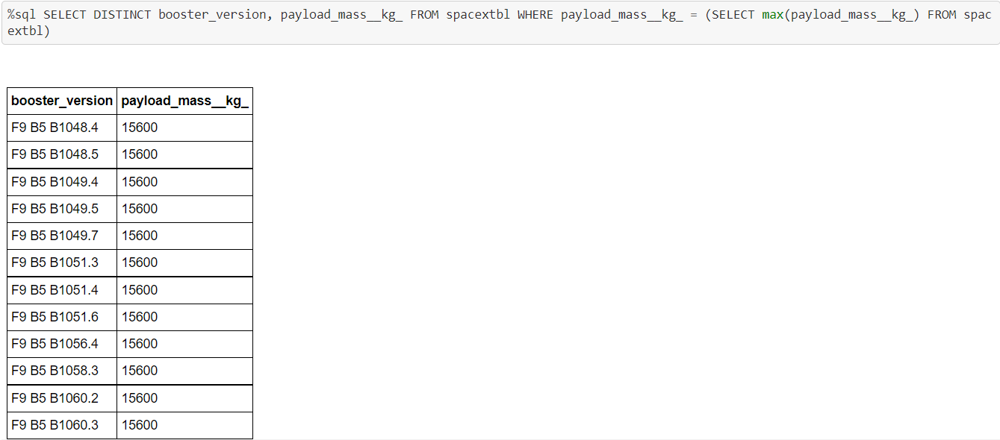 %sql SELECT DISTINCT booster_version, payload_mass__kg_ FROM spacextbl WHERE payload_mass__kg_ = (SELECT max(payload_mass__kg_) FROM spac
extbl)
booster_version payload_mass__kg_
F9 B5 B1048.4 15600
F9 B5 B1048.5 15600
F9 B5 B1049.4 15600
F9 B5 B1049.5 15600
F9 B5 B1049.7 15600
F9 B5 B1051.3 15600
F9 B5 B1051.4 15600
F9 B5 B1051.6 15600
F9 B5 B1056.4 15600
F9 B5 B1058.3 15600
F9 B5 B1060.2 15600
F9 B5 B1060.3 15600